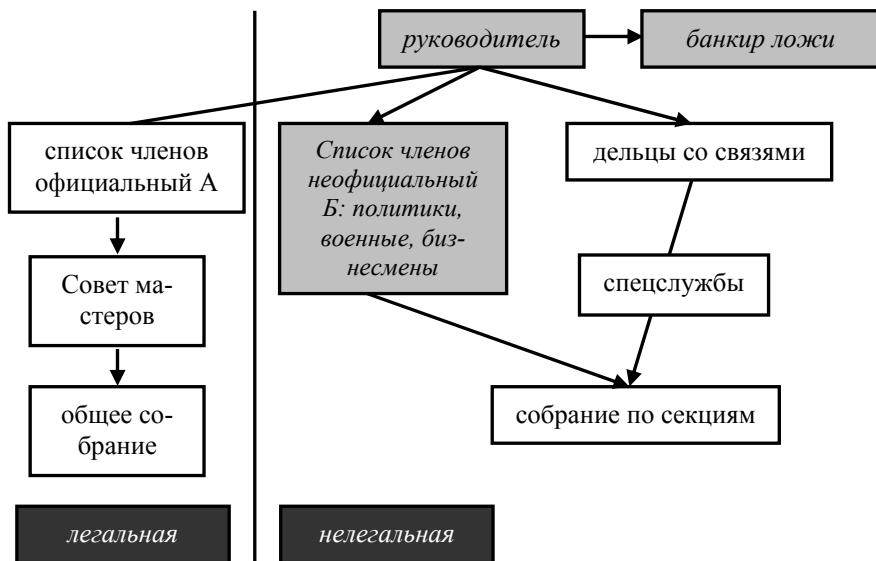 руководитель
банкир ложи
список членов
официальный А
Список членов
неофициальный
Б: политики,
военные, биз-
несмены
дельцы со связями
Совет ма-
стеров
спецслужбы
общее со-
брание
собрание по секциям
легальная
нелегальная